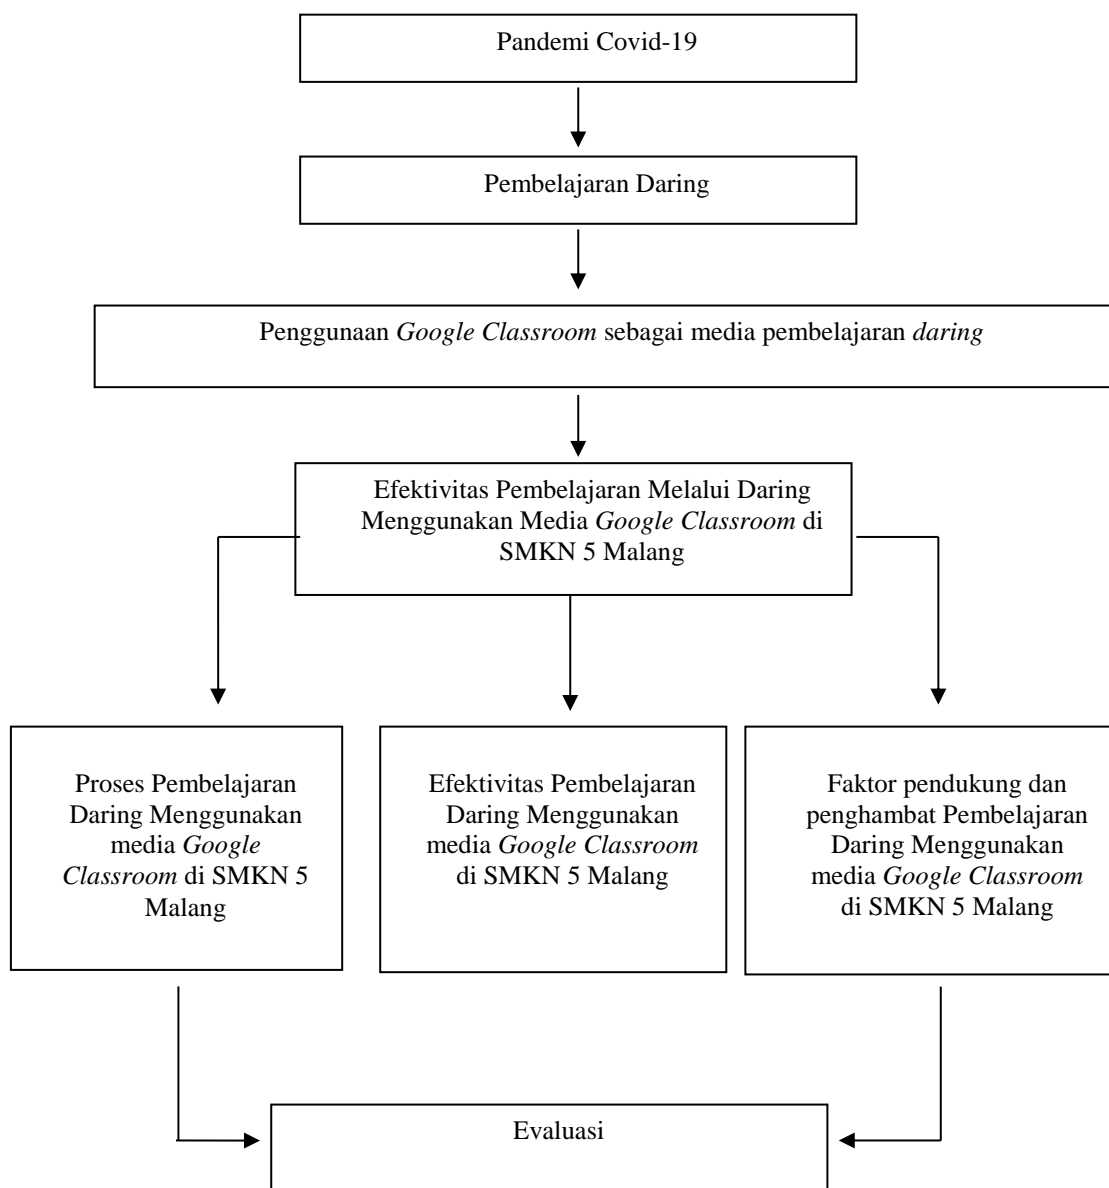 Pandemi Covid-19
Pembelajaran Daring
Penggunaan Google Classroom sebagai media pembelajaran daring
Efektivitas Pembelajaran Melalui Daring
Menggunakan Media Google Classroom di
SMKN 5 Malang
Proses Pembelajaran
Daring Menggunakan
media Google
Classroom di SMKN 5
Malang
Efektivitas Pembelajaran
Daring Menggunakan
media Google Classroom
di SMKN 5 Malang
Faktor pendukung dan
penghambat Pembelajaran
Daring Menggunakan
media Google Classroom
di SMKN 5 Malang
Evaluasi